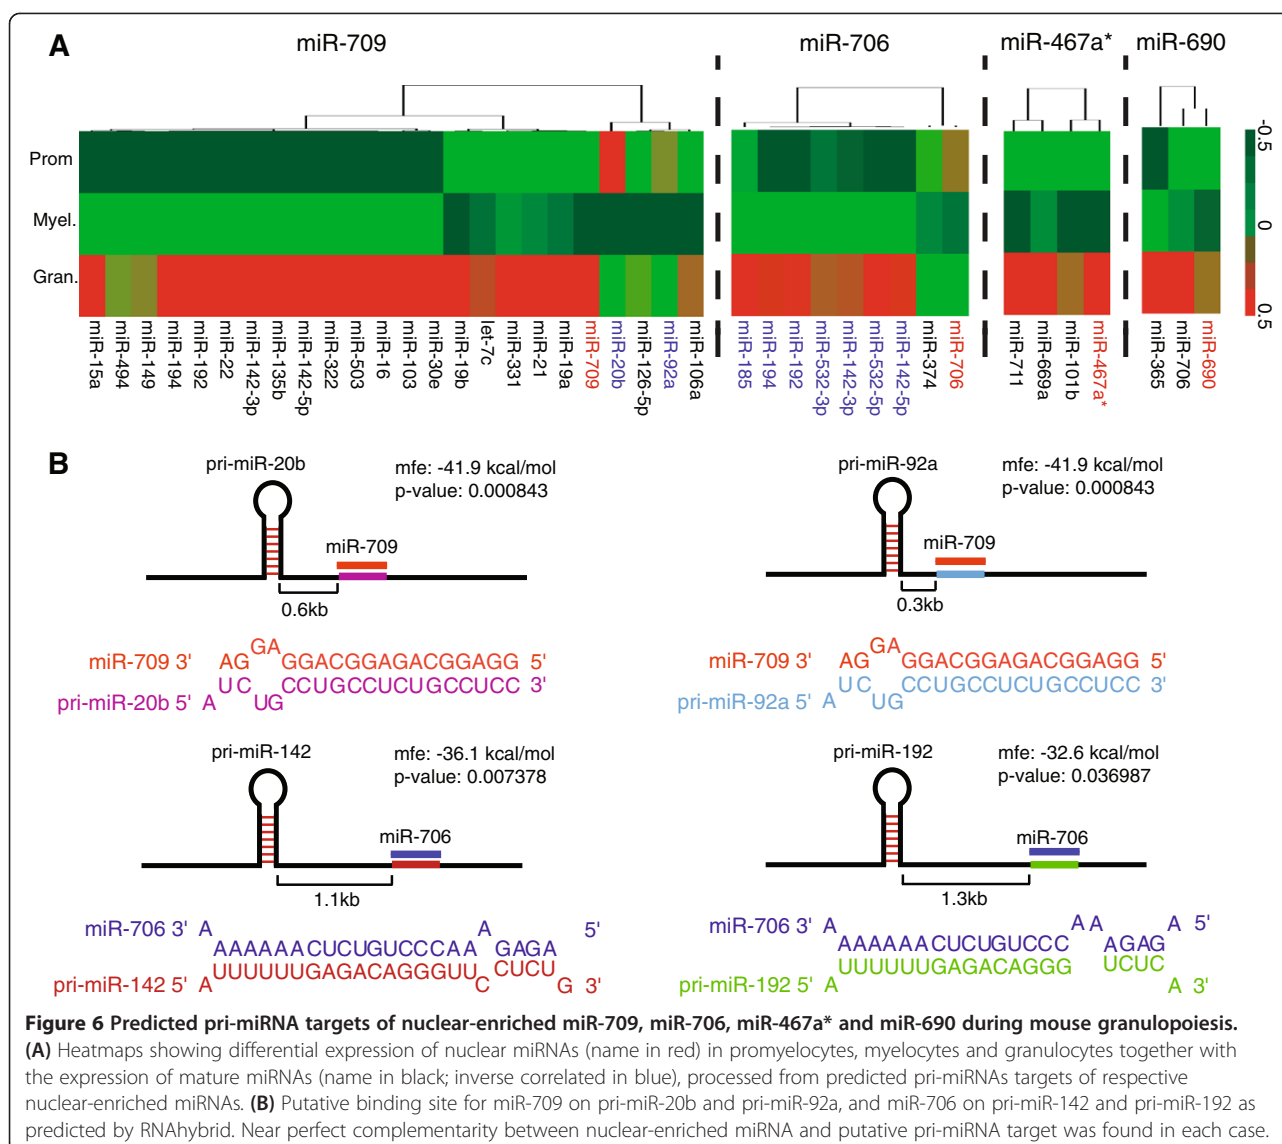 A
miR-709
miR-706
miR-467a*
miR-690
Prom
Myel.
Gran.
-0.5
0
0.5
miR-15a
miR-494
miR-149
miR-194
miR-192
miR-22
miR-142-3p
miR-135b
miR-142-5p
miR-322
miR-503
miR-16
miR-103
miR-30e
miR-19b
let-7c
miR-331
miR-21
miR-19a
miR-709
miR-20b
miR-126-5p
miR-92a
miR-106a
miR-185
miR-194
miR-192
miR-532-3p
miR-142-3p
miR-532-5p
miR-142-5p
miR-374
miR-706
miR-711
miR-669a
miR-101b
miR-467a*
miR-365
miR-706
miR-690
B
pri-miR-20b
mfe: -41.9 kcal/mol
p-value: 0.000843
miR-709
0.6kb
GA
miR-709 3' AG GGACGGAGACGGAGG 5'
UC CCUGCCUCUGCCUCC 3'
pri-miR-20b 5' A UG
pri-miR-92a
mfe: -41.9 kcal/mol
p-value: 0.000843
miR-709
0.3kb
GA
miR-709 3' AG GGACGGAGACGGAGG 5'
UC CCUGCCUCUGCCUCC 3'
pri-miR-92a 5' A UG
pri-miR-142
mfe: -36.1 kcal/mol
p-value: 0.007378
miR-706
1.1kb
miR-706 3' A A 5'
AAAAAACUCUGUCCCAA GAGA
UUUUUUGAGACAGGGUU CUCU
pri-miR-142 5' A C G 3'
pri-miR-192
mfe: -32.6 kcal/mol
p-value: 0.036987
miR-706
1.3kb
miR-706 3' A AA A 5'
AAAAAACUCUGUCCC AGAG
UUUUUUGAGACAGGG UCUC
pri-miR-192 5' A A 3'
Figure 6 Predicted pri-miRNA targets of nuclear-enriched miR-709, miR-706, miR-467a* and miR-690 during mouse granulopoiesis.
(A) Heatmaps showing differential expression of nuclear miRNAs (name in red) in promyelocytes, myelocytes and granulocytes together with
the expression of mature miRNAs (name in black; inverse correlated in blue), processed from predicted pri-miRNAs targets of respective
nuclear-enriched miRNAs. (B) Putative binding site for miR-709 on pri-miR-20b and pri-miR-92a, and miR-706 on pri-miR-142 and pri-miR-192 as
predicted by RNAhybrid. Near perfect complementarity between nuclear-enriched miRNA and putative pri-miRNA target was found in each case.